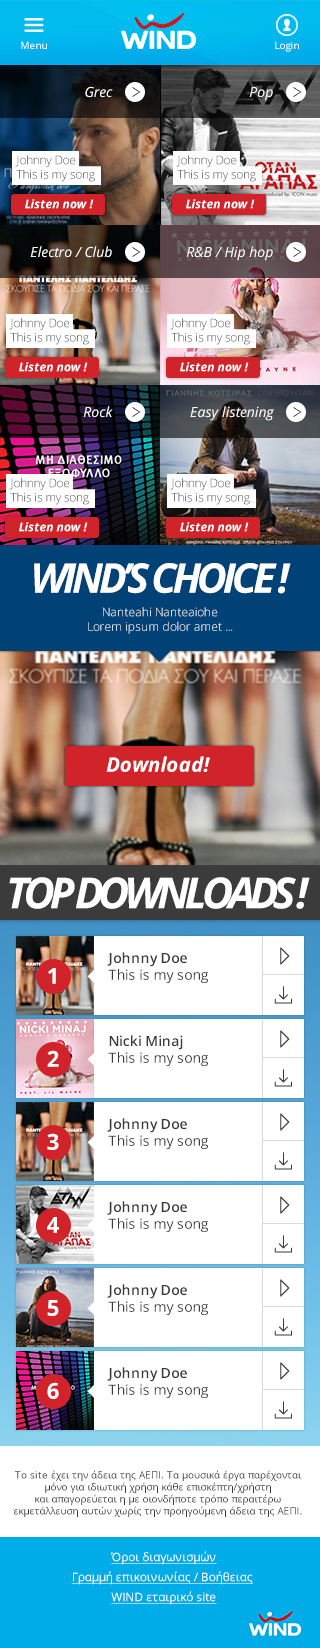 WIND
Menu
Login
Grec
Pop
Johnny Doe
This is my song
Listen now !
Johnny Doe
This is my song
ΟΤΑΝ
ΑΓΑΠΑΣ
Listen now !
Electro / Club
R&B / Hip hop
NICKI MINAJ
ΠΑΝΤΕΛΗΣ ΠΑΝΤΕΛΙΔΗΣ
ΣΚΟΥΠΙΣΕ ΤΑ ΠΟΔΙΑ ΣΟΥ ΚΑΙ ΠΕΡΑΣΕ
Johnny Doe
This is my song
Listen now !
Johnny Doe
This is my song
Listen now !
Rock
Easy listening
ΓΙΑΝΝΗΣ ΚΟΤΣΙΡΑΣ
ΜΗ ΔΙΑΘΕΣΙΜΟ
ΕΞΩΦΥΛΛΟ
Johnny Doe
This is my song
Listen now !
Johnny Doe
This is my song
Listen now !
WIND'S CHOICE !
Nanteahi Nanteaiohe
Lorem ipsum dolor amet ...
ΠΑΝΤΕΛΗΣ ΠΑΝΤΕΛΙΔΗΣ
ΣΚΟΥΠΙΣΕ ΤΑ ΠΟΔΙΑ ΣΟΥ ΚΑΙ ΠΕΡΑΣΕ
Download!
TOP DOWNLOADS !
1
Johnny Doe
This is my song
NICKI MINAJ
2
Nicki Minaj
This is my song
FEAT. LIL WAYNE
3
Johnny Doe
This is my song
4
Johnny Doe
This is my song
5
Johnny Doe
This is my song
6
Johnny Doe
This is my song
Το site έχει την άδεια της ΑΕΠΙ. Τα μουσικά έργα παρέχονται
μόνο για ιδιωτική χρήση κάθε επισκέπτη/χρήστη
και απαγορεύεται η με οιονδήποτε τρόπο περαιτέρω
εκμετάλλευση αυτών χωρίς την προηγούμενη άδεια της ΑΕΠΙ.
Όροι διαγωνισμών
Γραμμή επικοινωνίας / Βοήθειας
WIND εταιρικό site
WIND